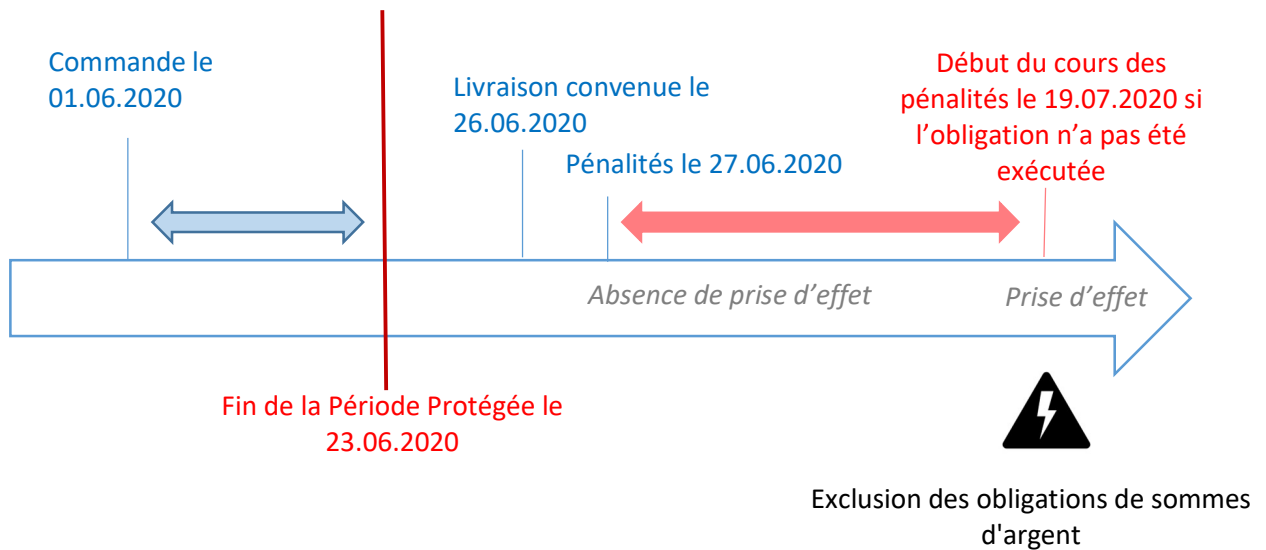 Commande le
01.06.2020
Livraison convenue le
26.06.2020
Pénalités le 27.06.2020
Début du cours des
pénalités le 19.07.2020 si
l’obligation n’a pas été
exécutée
Absence de prise d’effet
Prise d’effet
Fin de la Période Protégée le
23.06.2020
Exclusion des obligations de sommes
d'argent